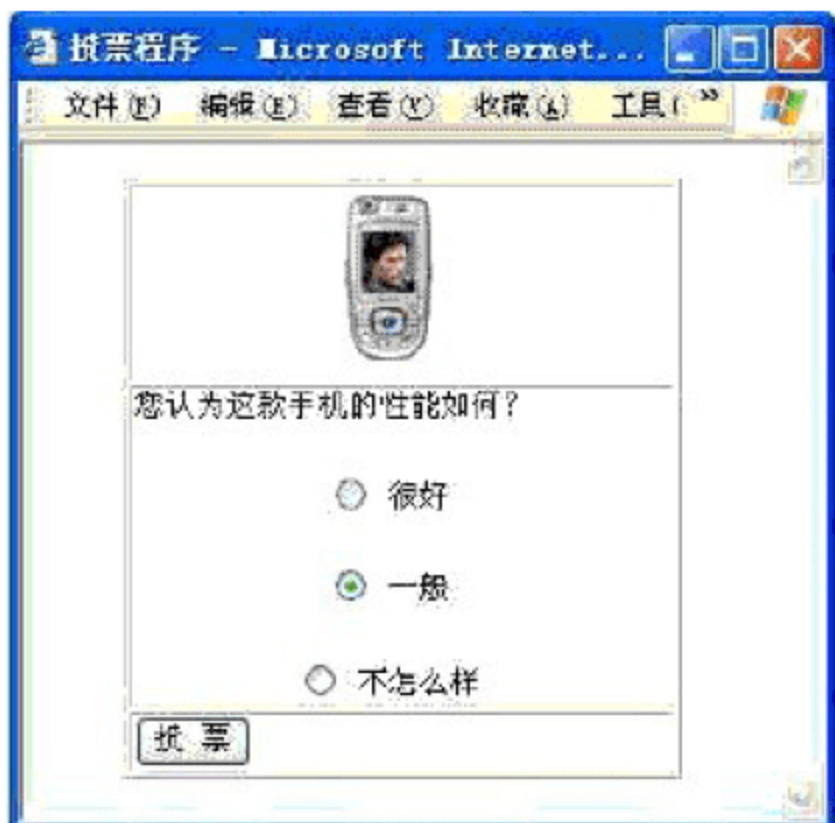 投票程序 - Microsoft Internet...
文件(F) 编辑(E) 查看(V) 收藏(A) 工具( »
您认为这款手机的性能如何?
很好
一般
不怎么样
投 票